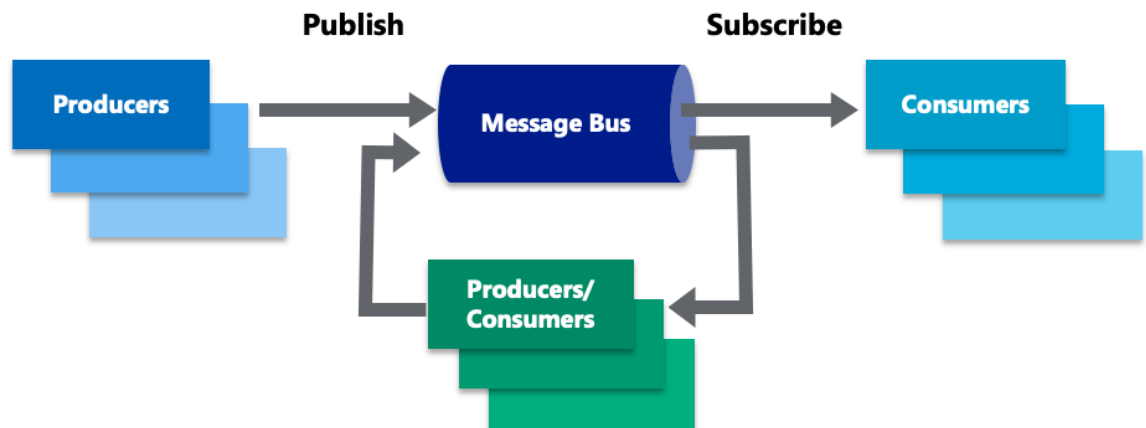 Publish
Subscribe
Producers
Message Bus
Consumers
Producers/
Consumers